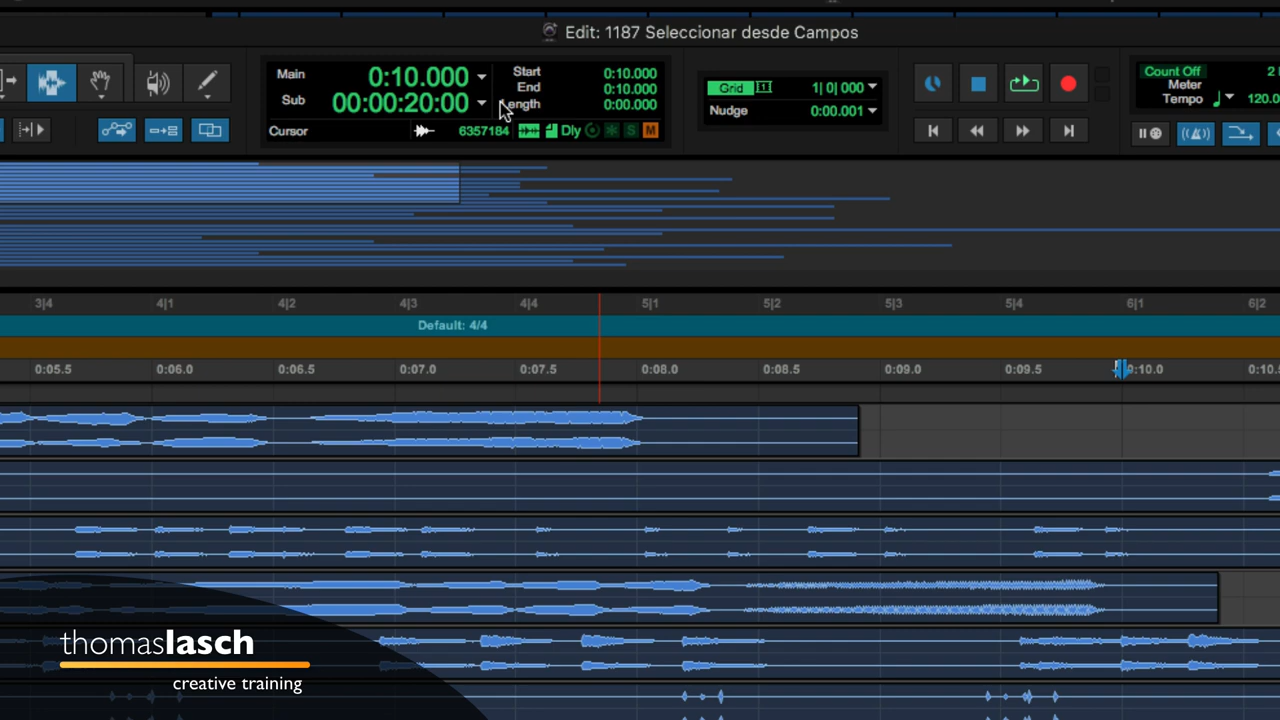 Edit: 1187 Seleccionar desde Campos
Main 0:10.000
Sub 00:00:20:00
Start 0:10.000
End 0:10.000
Length 0:00.000
Cursor 6357184 Dly S M
Grid 1| 0| 000
Nudge 0:00.001
Count Off
Meter
Tempo 120.0
3|4 4|1 4|2 4|3 4|4 5|1 5|2 5|3 5|4 6|1 6|2
Default: 4/4
0:05.5 0:06.0 0:06.5 0:07.0 0:07.5 0:08.0 0:08.5 0:09.0 0:09.5 0:10.0 0:10.5
thomaslasch
creative training